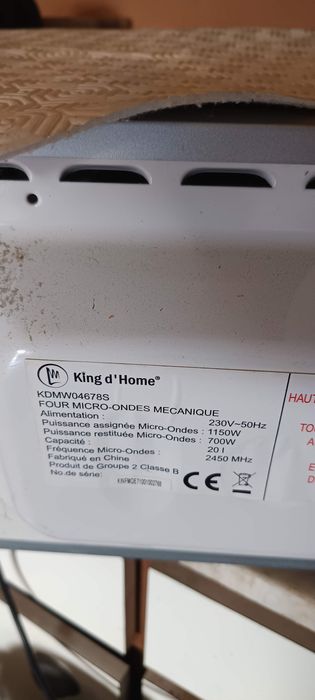 King d'Home®
KDMW04678S
FOUR MICRO-ONDES MECANIQUE
Alimentation : 230V~50Hz
Puissance assignée Micro-Ondes : 1150W
Puissance restituée Micro-Ondes : 700W
Capacité : 20 l
Fréquence Micro-Ondes : 2450 MHz
Fabriqué en Chine
Produit de Groupe 2 Classe B
No.de série:
CE
HAUT
TO
A
E
D